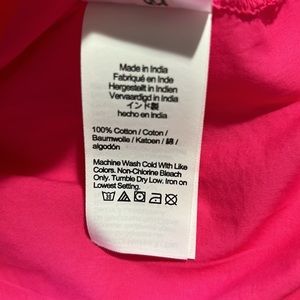 Made in India
Fabriqué en Inde
Hergestellt in Indien
Vervaardigd in India
インド製
hecho en India
100% Cotton / Coton /
Baumwolle / Katoen / 綿 /
algodón
Machine Wash Cold With Like
Colors. Non-Chlorine Bleach
Only. Tumble Dry Low. Iron on
Lowest Setting.